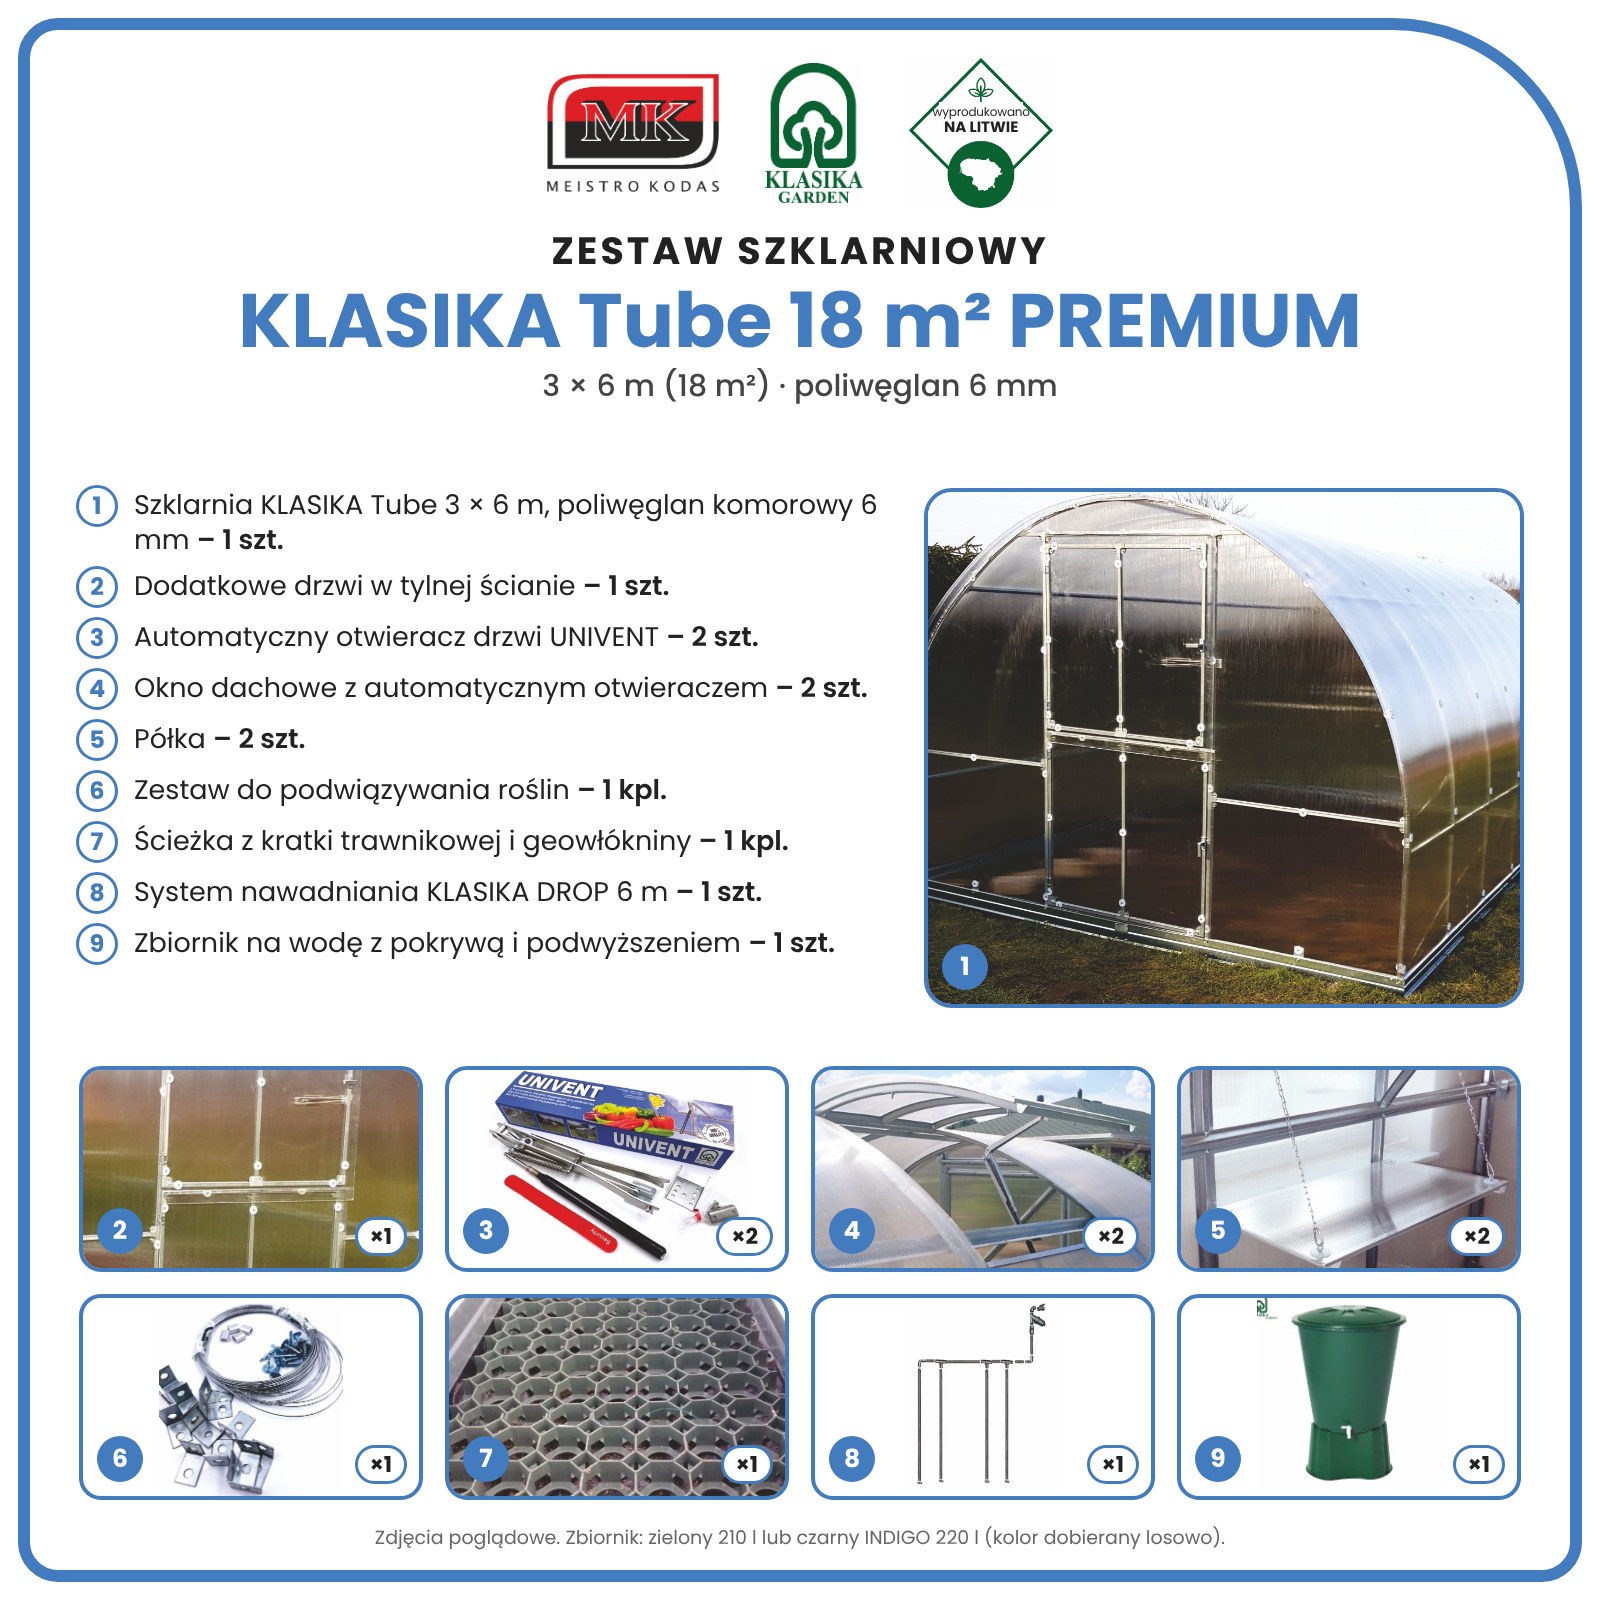 MK
MEISTRO KODAS
KLASIKA
GARDEN
wyprodukowano
NA LITWIE
ZESTAW SZKLARNIOWY
KLASIKA Tube 18 m² PREMIUM
3 × 6 m (18 m²) · poliwęglan 6 mm
1 Szklarnia KLASIKA Tube 3 × 6 m, poliwęglan komorowy 6
mm – 1 szt.
2 Dodatkowe drzwi w tylnej ścianie – 1 szt.
3 Automatyczny otwieracz drzwi UNIVENT – 2 szt.
4 Okno dachowe z automatycznym otwieraczem – 2 szt.
5 Półka – 2 szt.
6 Zestaw do podwiązywania roślin – 1 kpl.
7 Ścieżka z kratki trawnikowej i geowłókniny – 1 kpl.
8 System nawadniania KLASIKA DROP 6 m – 1 szt.
9 Zbiornik na wodę z pokrywą i podwyższeniem – 1 szt.
1
2 ×1
UNIVENT
UNIVENT
Security
3 ×2
4 ×2
5 ×2
6 ×1
7 ×1
8 ×1
9 ×1
Zdjęcia poglądowe. Zbiornik: zielony 210 l lub czarny INDIGO 220 l (kolor dobierany losowo).